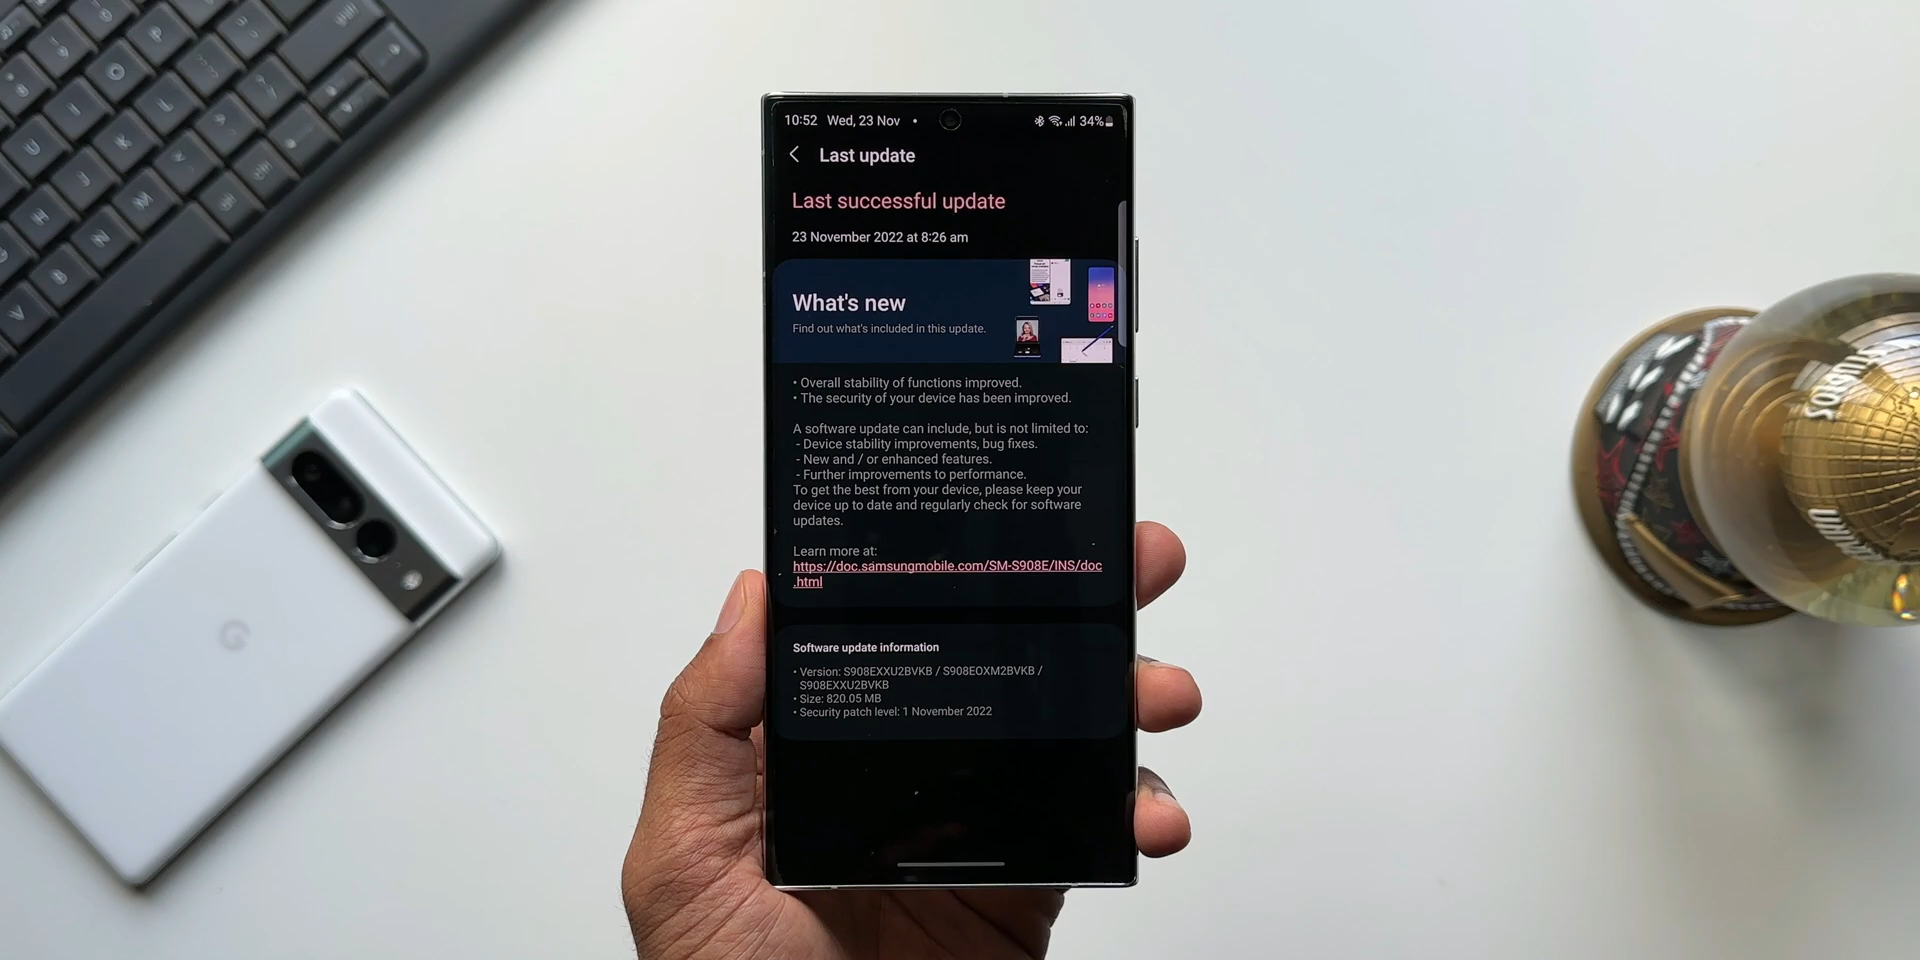 10:52 Wed, 23 Nov • 34%
Last update
Last successful update
23 November 2022 at 8:26 am
What's new
Find out what's included in this update.
• Overall stability of functions improved.
• The security of your device has been improved.
A software update can include, but is not limited to:
- Device stability improvements, bug fixes.
- New and / or enhanced features.
- Further improvements to performance.
To get the best from your device, please keep your
device up to date and regularly check for software
updates.
Learn more at:
https://doc.samsungmobile.com/SM-S908E/INS/doc
.html
Software update information
• Version: S908EXXU2BVKB / S908EOXM2BVKB /
S908EXXU2BVKB
• Size: 820.05 MB
• Security patch level: 1 November 2022
G